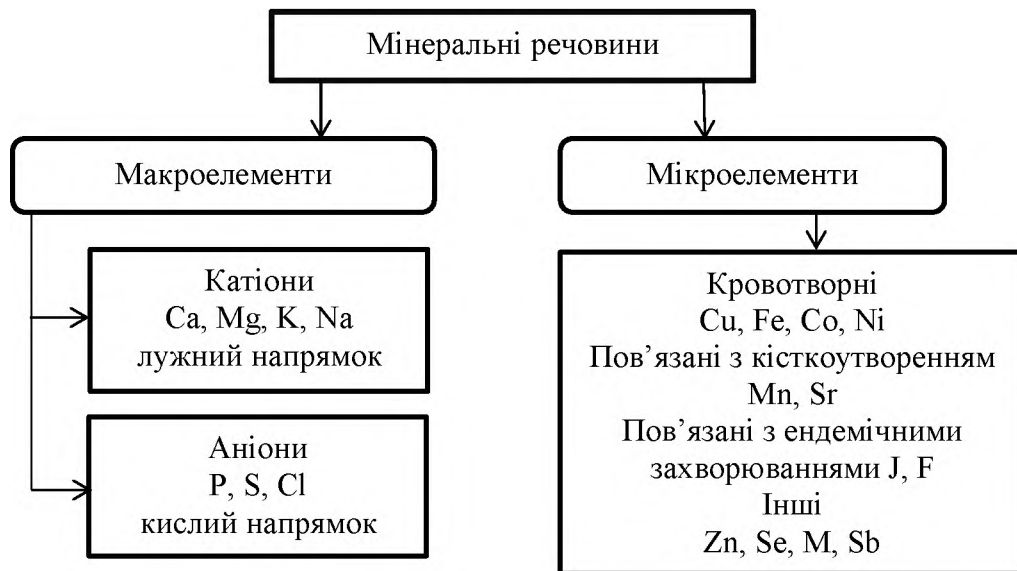 Мінеральні речовини
Макроелементи
Мікроелементи
Катіони
Ca, Mg, K, Na
лужний напрямок
Аніони
P, S, Cl
кислий напрямок
Кровотворні
Cu, Fe, Co, Ni
Пов’язані з кісткоутворенням
Mn, Sr
Пов’язані з ендемічними
захворюваннями J, F
Інші
Zn, Se, M, Sb